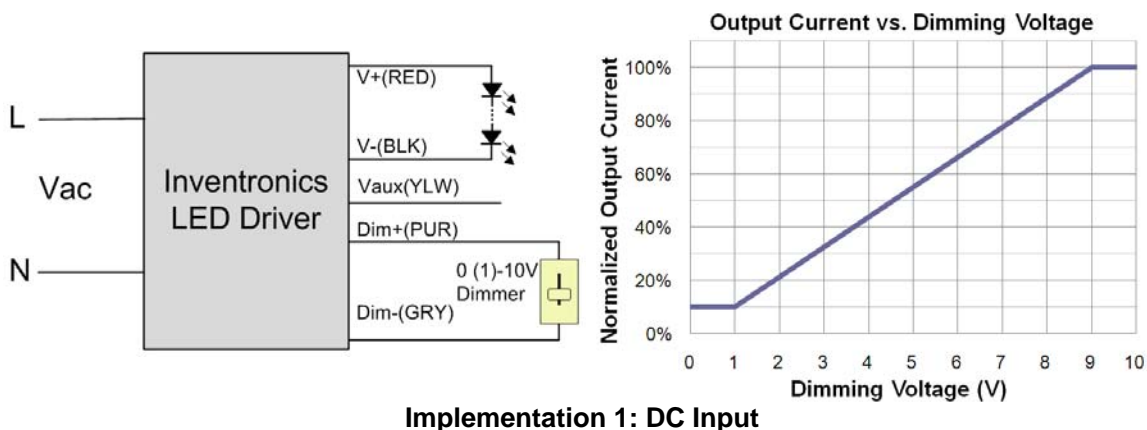 L
Vac
N
Inventronics
LED Driver
V+(RED)
V-(BLK)
Vaux(YLW)
Dim+(PUR)
0 (1)-10V
Dimmer
Dim-(GRY)
Output Current vs. Dimming Voltage
Normalized Output Current
100%
80%
60%
40%
20%
0%
0 1 2 3 4 5 6 7 8 9 10
Dimming Voltage (V)
Implementation 1: DC Input